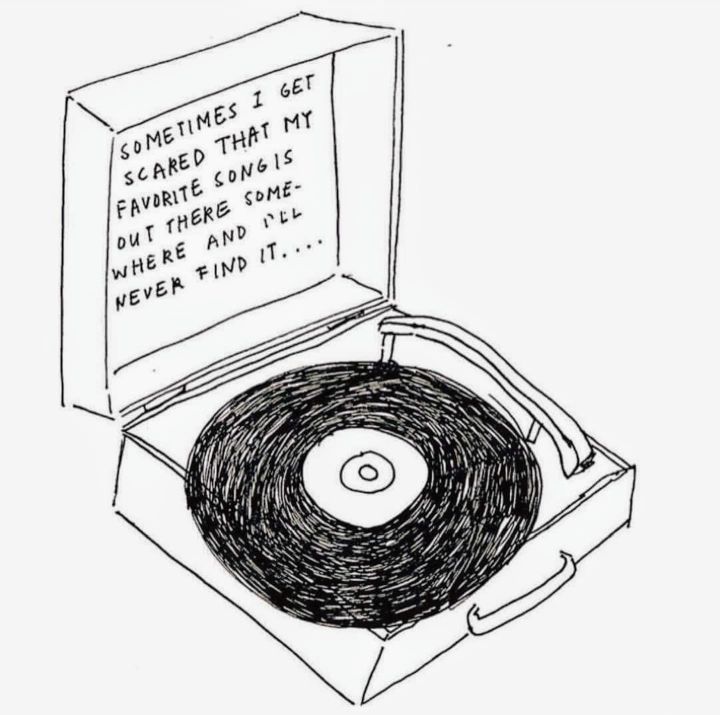 SOMETIMES I GET
SCARED THAT MY
FAVORITE SONG IS
OUT THERE SOME-
WHERE AND I'LL
NEVER FIND IT....